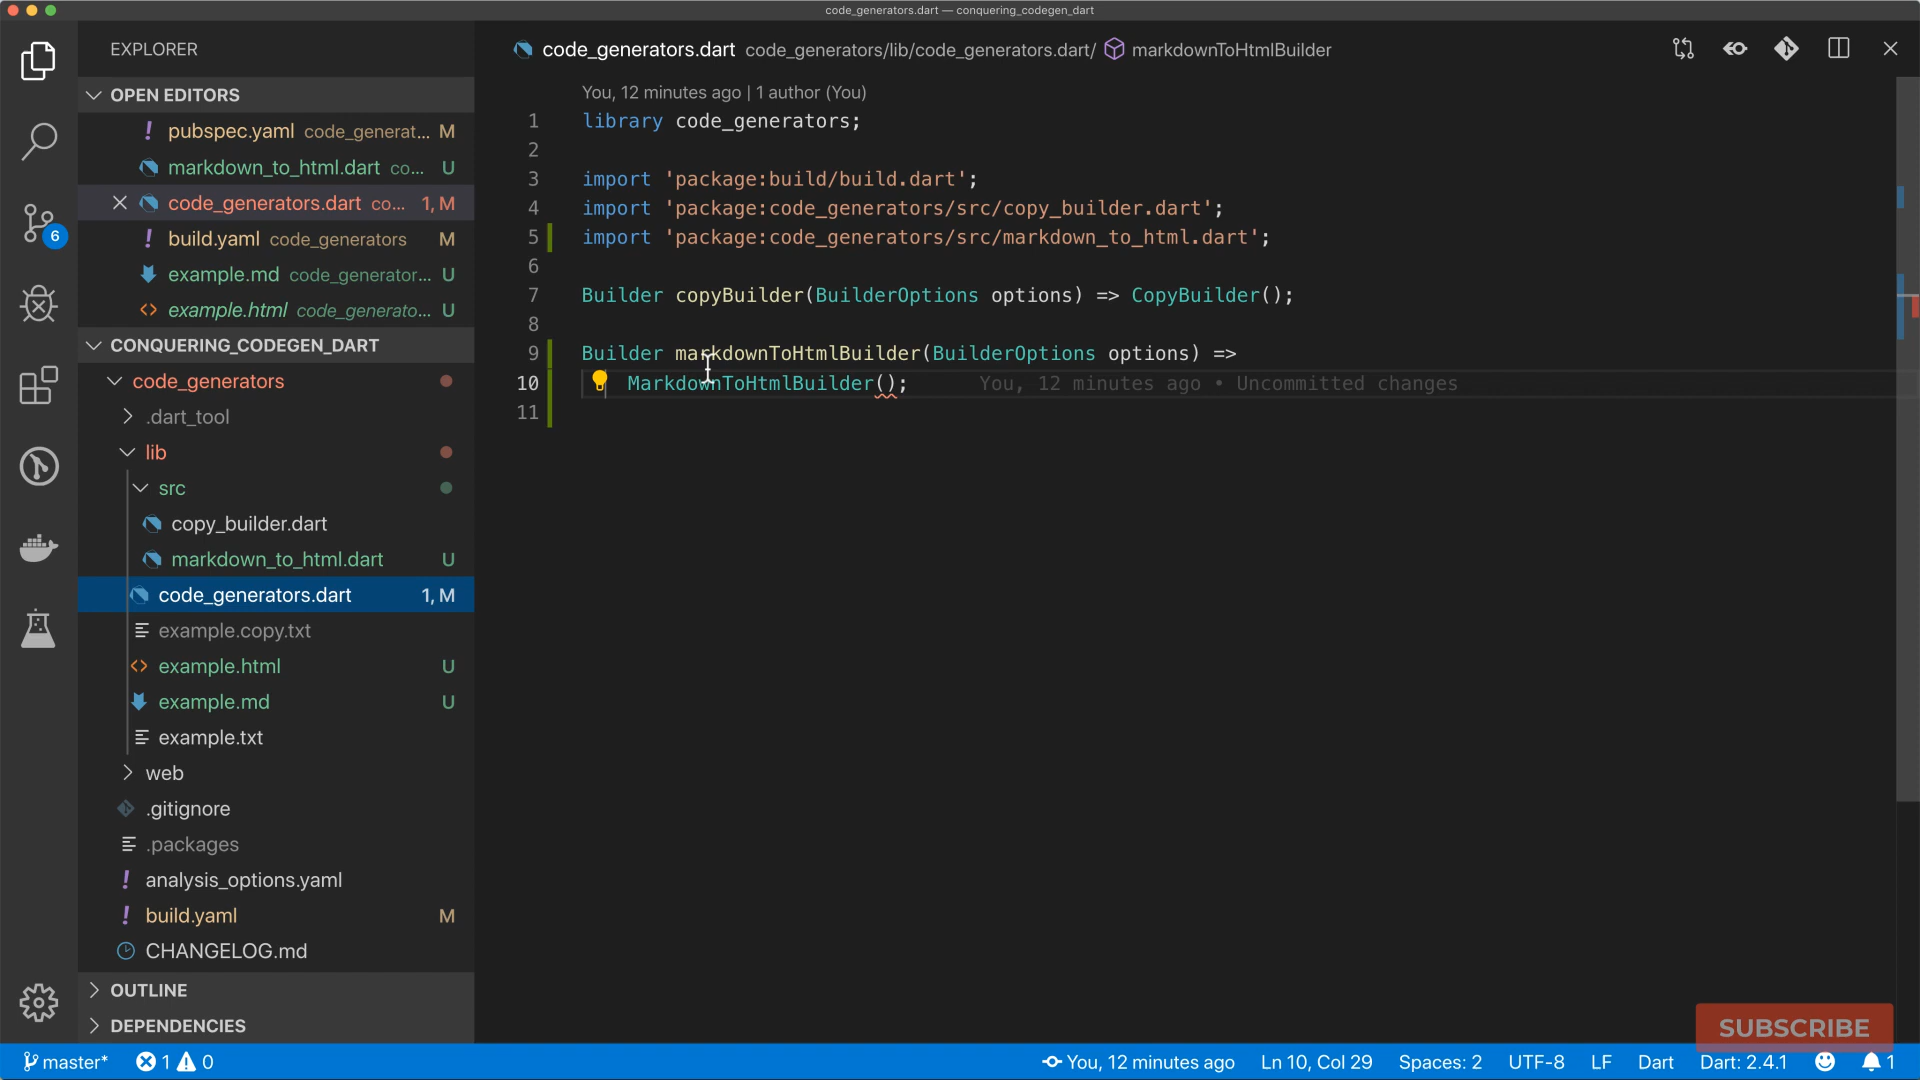 code_generators.dart — conquering_codegen_dart
EXPLORER
OPEN EDITORS
! pubspec.yaml code_generat... M
markdown_to_html.dart co... U
code_generators.dart co... 1, M
! build.yaml code_generators M
example.md code_generator... U
<> example.html code_generato... U
CONQUERING_CODEGEN_DART
code_generators
.dart_tool
lib
src
copy_builder.dart
markdown_to_html.dart U
code_generators.dart 1, M
example.copy.txt
<> example.html U
example.md U
example.txt
web
.gitignore
.packages
! analysis_options.yaml
! build.yaml M
CHANGELOG.md
OUTLINE
DEPENDENCIES
6
code_generators.dart code_generators/lib/code_generators.dart/ markdownToHtmlBuilder
You, 12 minutes ago | 1 author (You)
1 library code_generators;
2
3 import 'package:build/build.dart';
4 import 'package:code_generators/src/copy_builder.dart';
5 import 'package:code_generators/src/markdown_to_html.dart';
6
7 Builder copyBuilder(BuilderOptions options) => CopyBuilder();
8
9 Builder markdownToHtmlBuilder(BuilderOptions options) =>
10 MarkdownToHtmlBuilder(); You, 12 minutes ago • Uncommitted changes
11
SUBSCRIBE
master* 1 0 You, 12 minutes ago Ln 10, Col 29 Spaces: 2 UTF-8 LF Dart Dart: 2.4.1 1